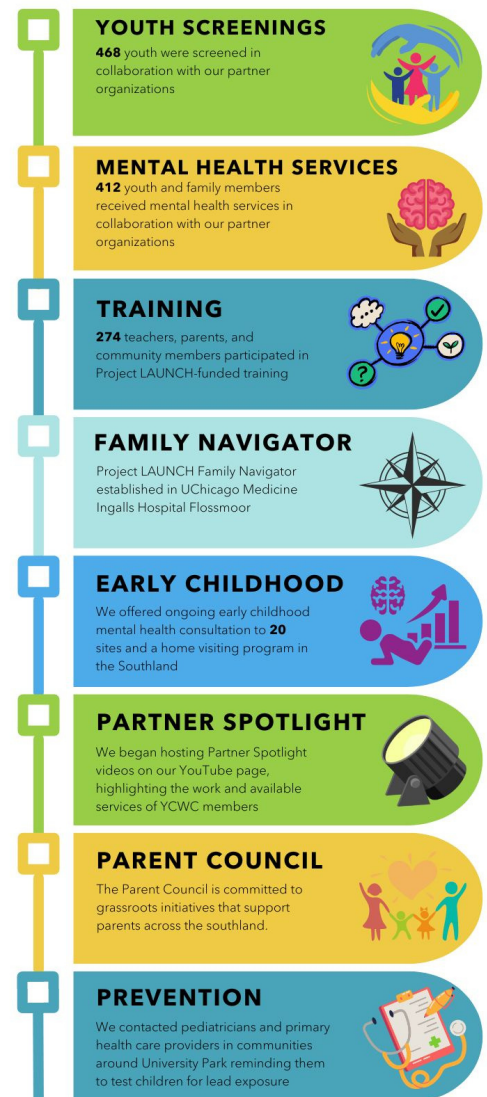 YOUTH SCREENINGS
468 youth were screened in
collaboration with our partner
organizations
MENTAL HEALTH SERVICES
412 youth and family members
received mental health services in
collaboration with our partner
organizations
TRAINING
274 teachers, parents, and
community members participated in
Project LAUNCH-funded training
?
FAMILY NAVIGATOR
Project LAUNCH Family Navigator
established in UChicago Medicine
Ingalls Hospital Flossmoor
EARLY CHILDHOOD
We offered ongoing early childhood
mental health consultation to 20
sites and a home visiting program in
the Southland
PARTNER SPOTLIGHT
We began hosting Partner Spotlight
videos on our YouTube page,
highlighting the work and available
services of YCWC members
PARENT COUNCIL
The Parent Council is committed to
grassroots initiatives that support
parents across the southland.
PREVENTION
We contacted pediatricians and primary
health care providers in communities
around University Park reminding them
to test children for lead exposure